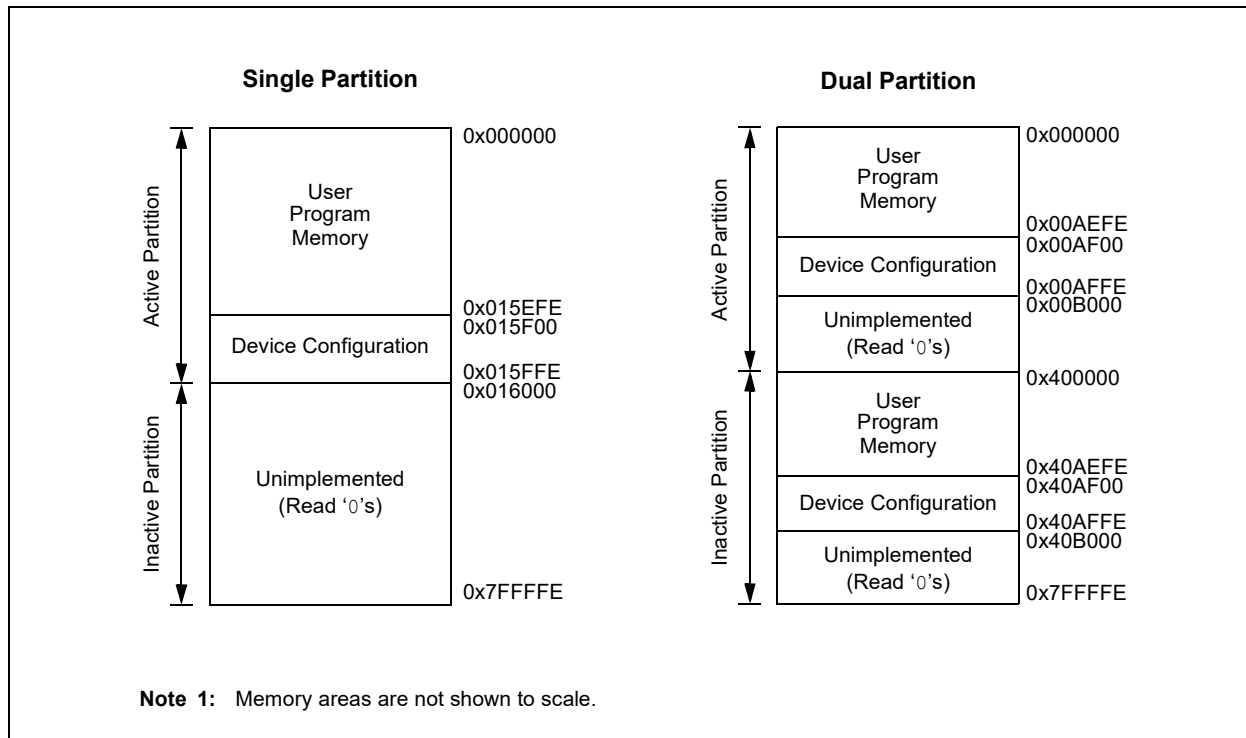 Single Partition
Active Partition
Inactive Partition
User
Program
Memory
Device Configuration
Unimplemented
(Read ‘0’s)
0x000000
0x015EFE
0x015F00
0x015FFE
0x016000
0x7FFFFE
Dual Partition
Active Partition
Inactive Partition
User
Program
Memory
Device Configuration
Unimplemented
(Read ‘0’s)
User
Program
Memory
Device Configuration
Unimplemented
(Read ‘0’s)
0x000000
0x00AEFE
0x00AF00
0x00AFFE
0x00B000
0x400000
0x40AEFE
0x40AF00
0x40AFFE
0x40B000
0x7FFFFE
Note 1: Memory areas are not shown to scale.